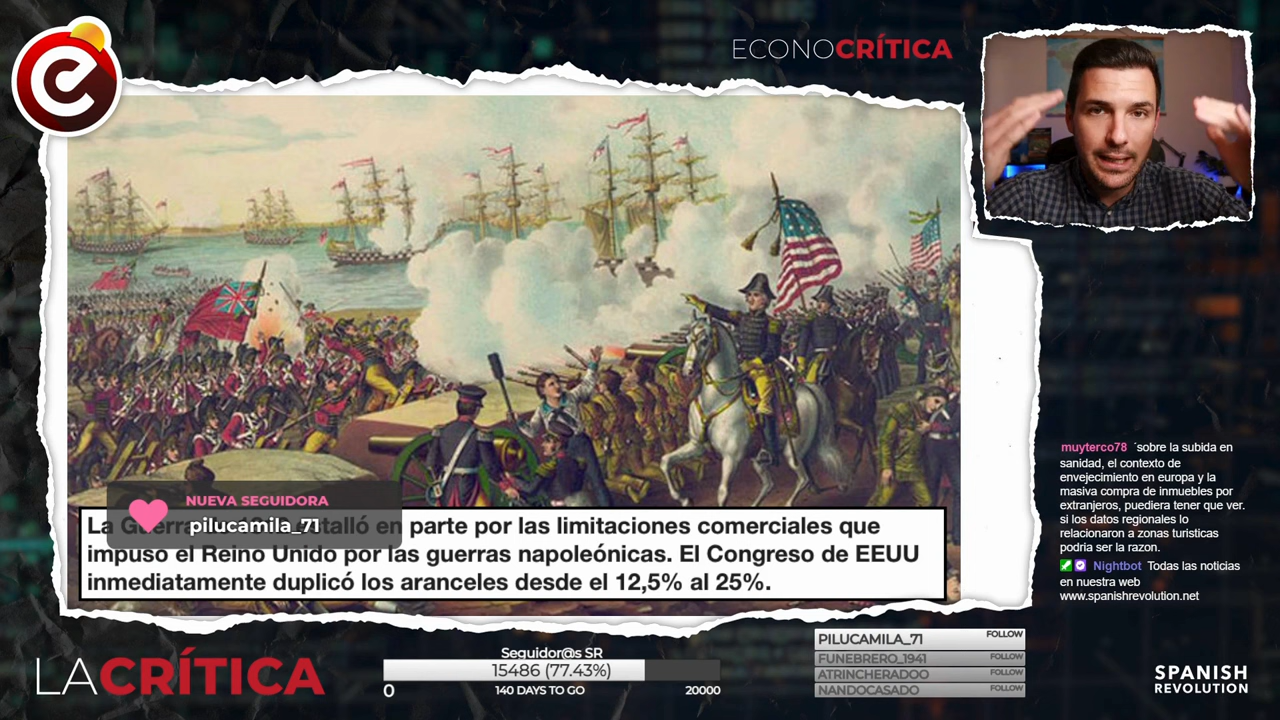 ECONOCRÍTICA
NUEVA SEGUIDORA
pilucamila_71
La Guerra en parte por las limitaciones comerciales que
impuso el Reino Unido por las guerras napoleónicas. El Congreso de EEUU
inmediatamente duplicó los aranceles desde el 12,5% al 25%.
muyterco78 ´sobre la subida en
sanidad, el contexto de
envejecimiento en europa y la
masiva compra de inmuebles por
extranjeros, puediera tener que ver.
si los datos regionales lo
relacionaron a zonas turisticas
podria ser la razon.
Nightbot Todas las noticias
en nuestra web
www.spanishrevolution.net
LACRÍTICA
Seguidor@s SR
15486 (77.43%)
0
140 DAYS TO GO
20000
PILUCAMILA_71 FOLLOW
FUNEBRERO_1941 FOLLOW
ATRINCHERADOO FOLLOW
NANDOCASADO FOLLOW
SPANISH
REVOLUTION